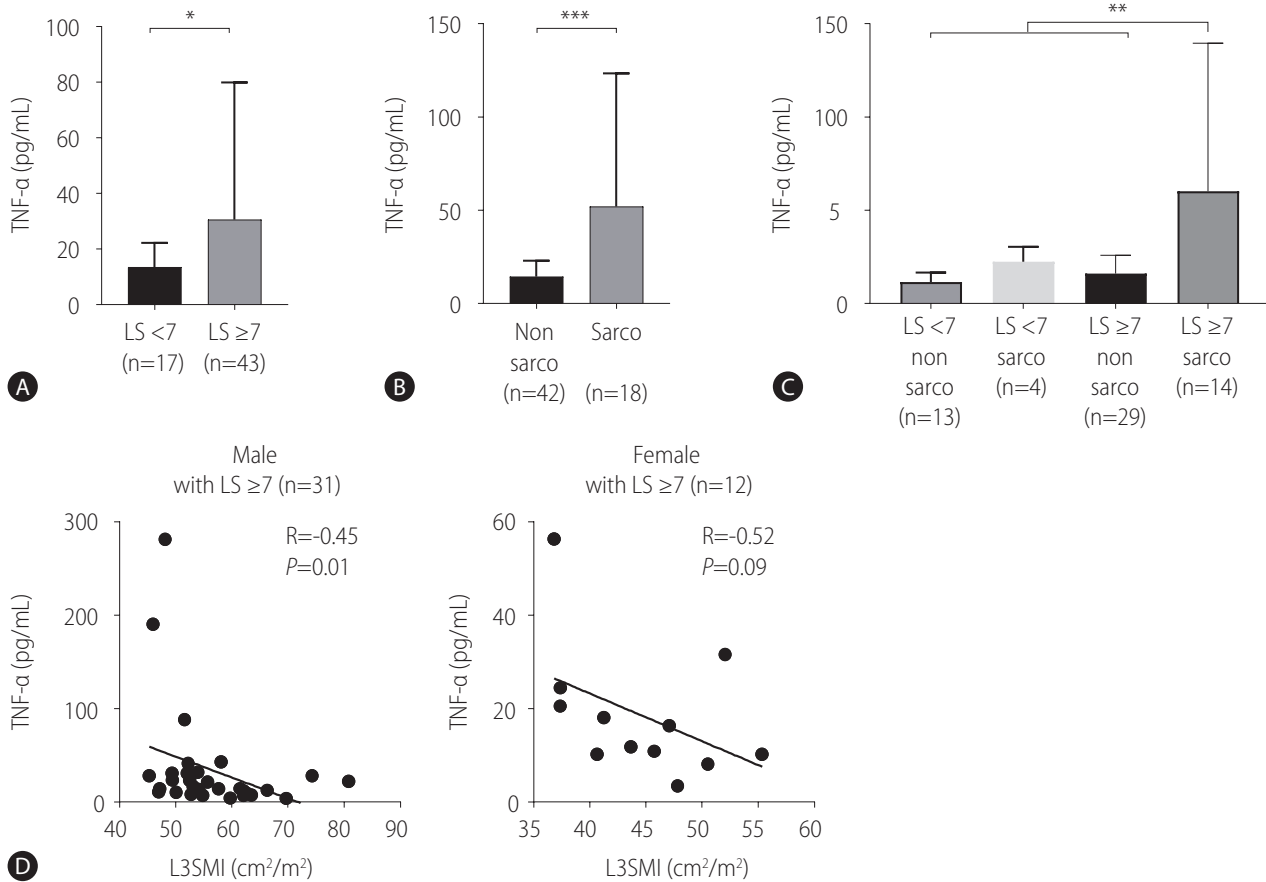 *
100
80
60
40
20
0
TNF-α (pg/mL)
LS <7
(n=17)
LS ≥7
(n=43)
A
***
150
100
50
0
TNF-α (pg/mL)
Non
sarco
(n=42)
Sarco
(n=18)
B
**
150
100
5
0
TNF-α (pg/mL)
LS <7
non
sarco
(n=13)
LS <7
sarco
(n=4)
LS ≥7
non
sarco
(n=29)
LS ≥7
sarco
(n=14)
C
Male
with LS ≥7 (n=31)
R=-0.45
P=0.01
300
200
100
0
TNF-α (pg/mL)
40 50 60 70 80 90
L3SMI (cm²/m²)
Female
with LS ≥7 (n=12)
R=-0.52
P=0.09
60
40
20
0
TNF-α (pg/mL)
35 40 45 50 55 60
L3SMI (cm²/m²)
D